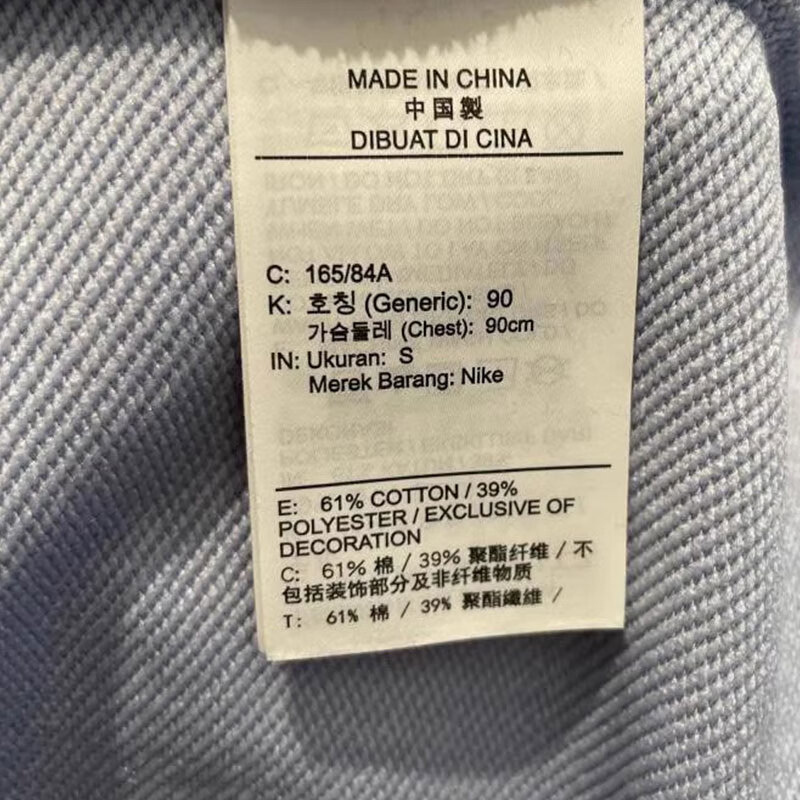 MADE IN CHINA
中国製
DIBUAT DI CINA
C: 165/84A
K: 호칭 (Generic): 90
가슴둘레 (Chest): 90cm
IN: Ukuran: S
Merek Barang: Nike
E: 61% COTTON / 39%
POLYESTER / EXCLUSIVE OF
DECORATION
C: 61% 棉 / 39% 聚酯纤维 / 不
包括装饰部分及非纤维物质
T: 61% 棉 / 39% 聚酯纖維 /